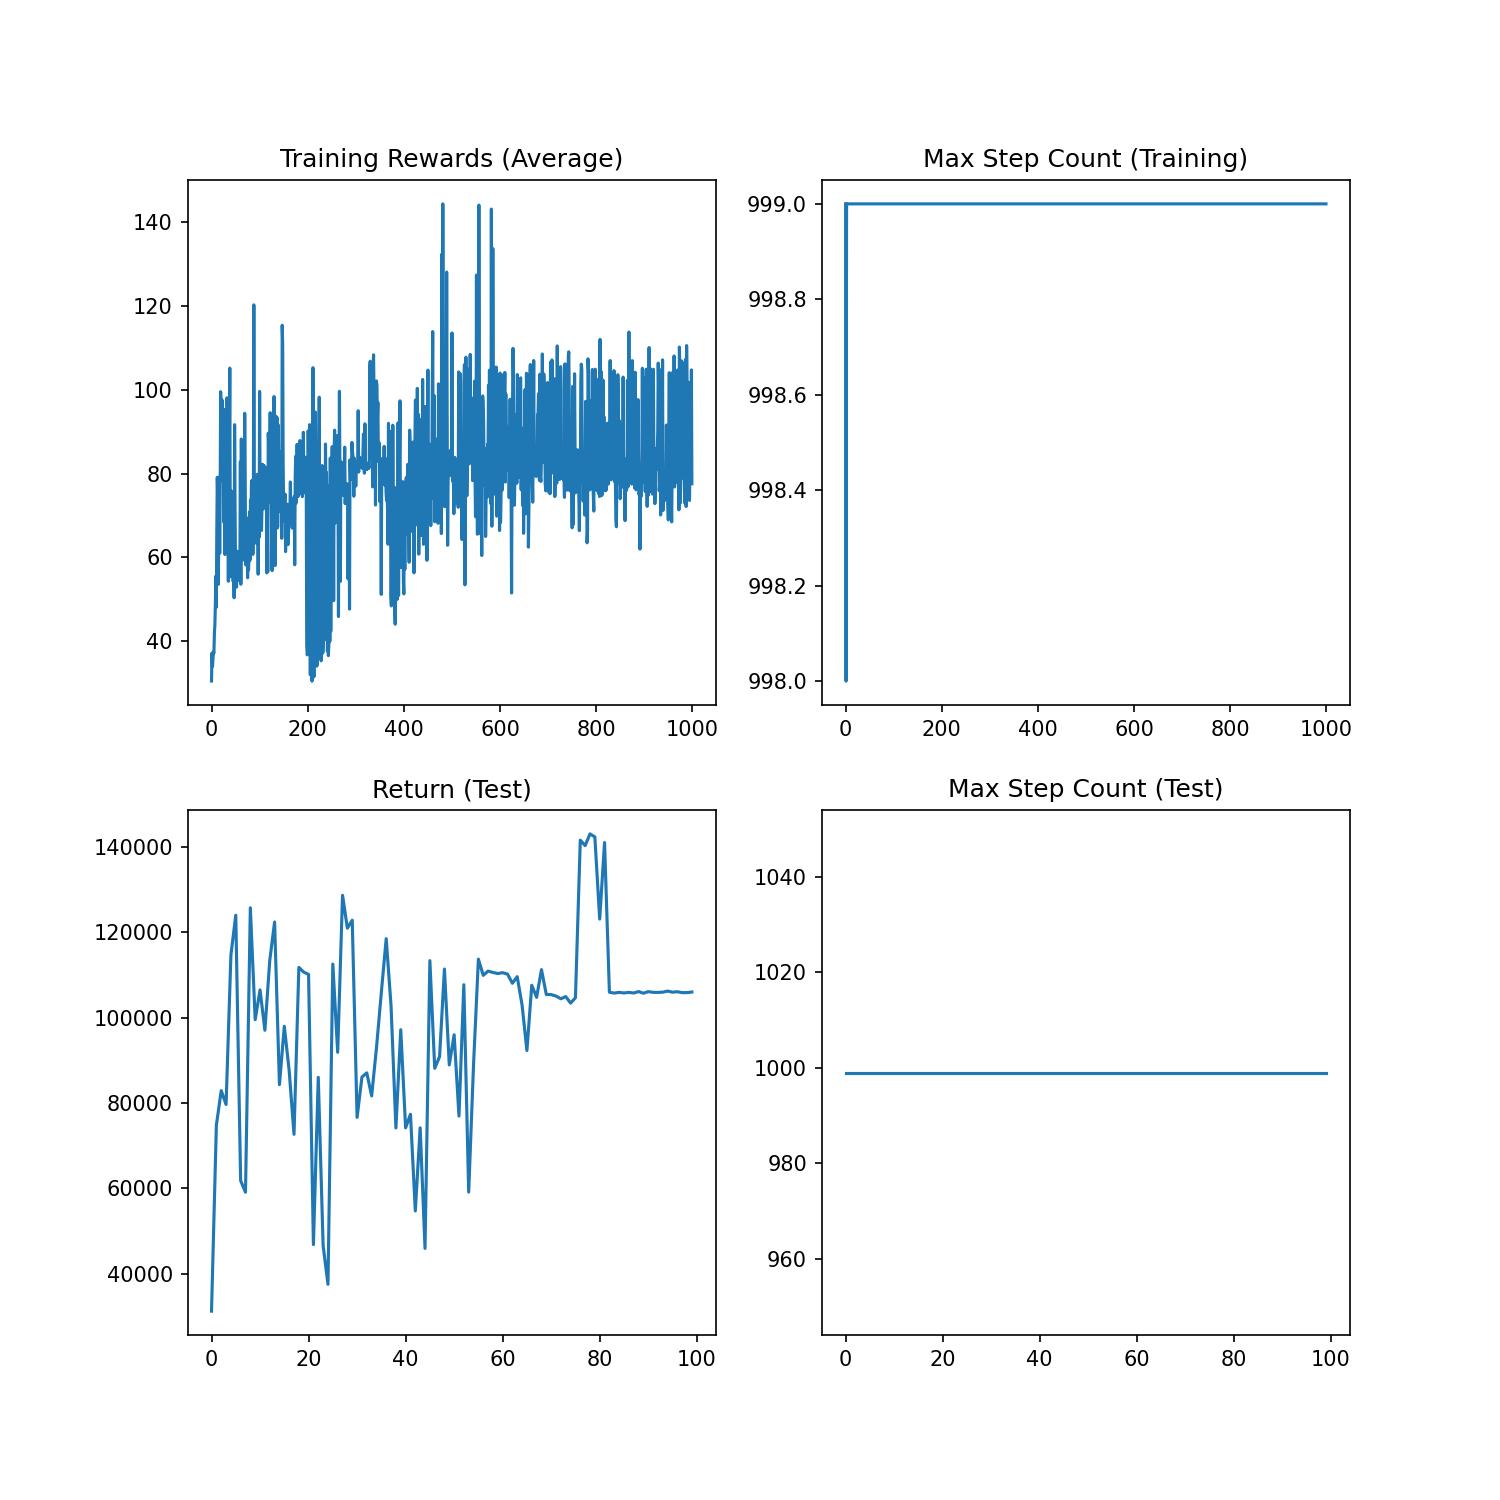 Training Rewards (Average)
140
120
100
80
60
40
0 200 400 600 800 1000
Max Step Count (Training)
999.0
998.8
998.6
998.4
998.2
998.0
0 200 400 600 800 1000
Return (Test)
140000
120000
100000
80000
60000
40000
0 20 40 60 80 100
Max Step Count (Test)
1040
1020
1000
980
960
0 20 40 60 80 100